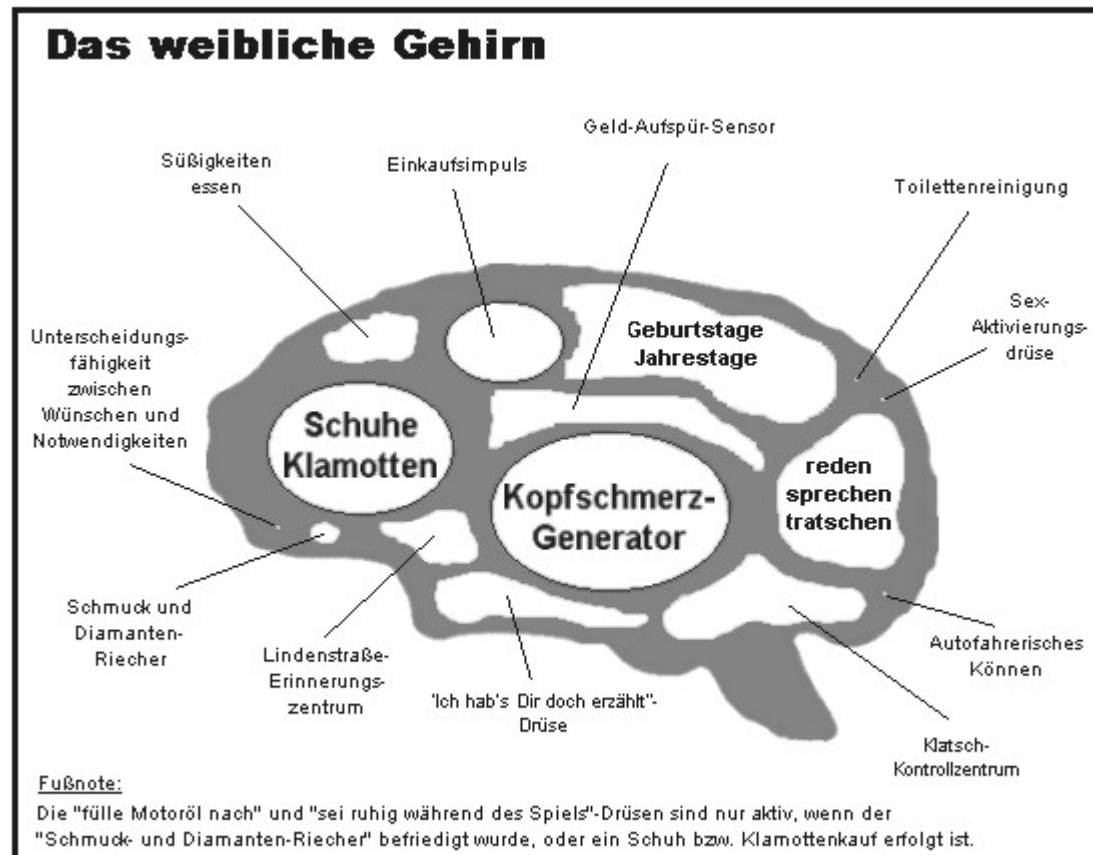 Das weibliche Gehirn
Geld-Aufspür-Sensor
Süßigkeiten
essen
Einkaufsimpuls
Toilettenreinigung
Sex-
Aktivierungs-
drüse
Unterscheidungs-
fähigkeit
zwischen
Wünschen und
Notwendigkeiten
Geburtstage
Jahrestage
Schuhe
Klamotten
Kopfschmerz-
Generator
reden
sprechen
tratschen
Schmuck und
Diamanten-
Riecher
Lindenstraße-
Erinnerungs-
zentrum
"Ich hab's Dir doch erzählt"-
Drüse
Autofahrerisches
Können
Klatsch-
Kontrollzentrum
Fußnote:
Die "fülle Motoröl nach" und "sei ruhig während des Spiels"-Drüsen sind nur aktiv, wenn der
"Schmuck- und Diamanten-Riecher" befriedigt wurde, oder ein Schuh bzw. Klamottenkauf erfolgt ist.